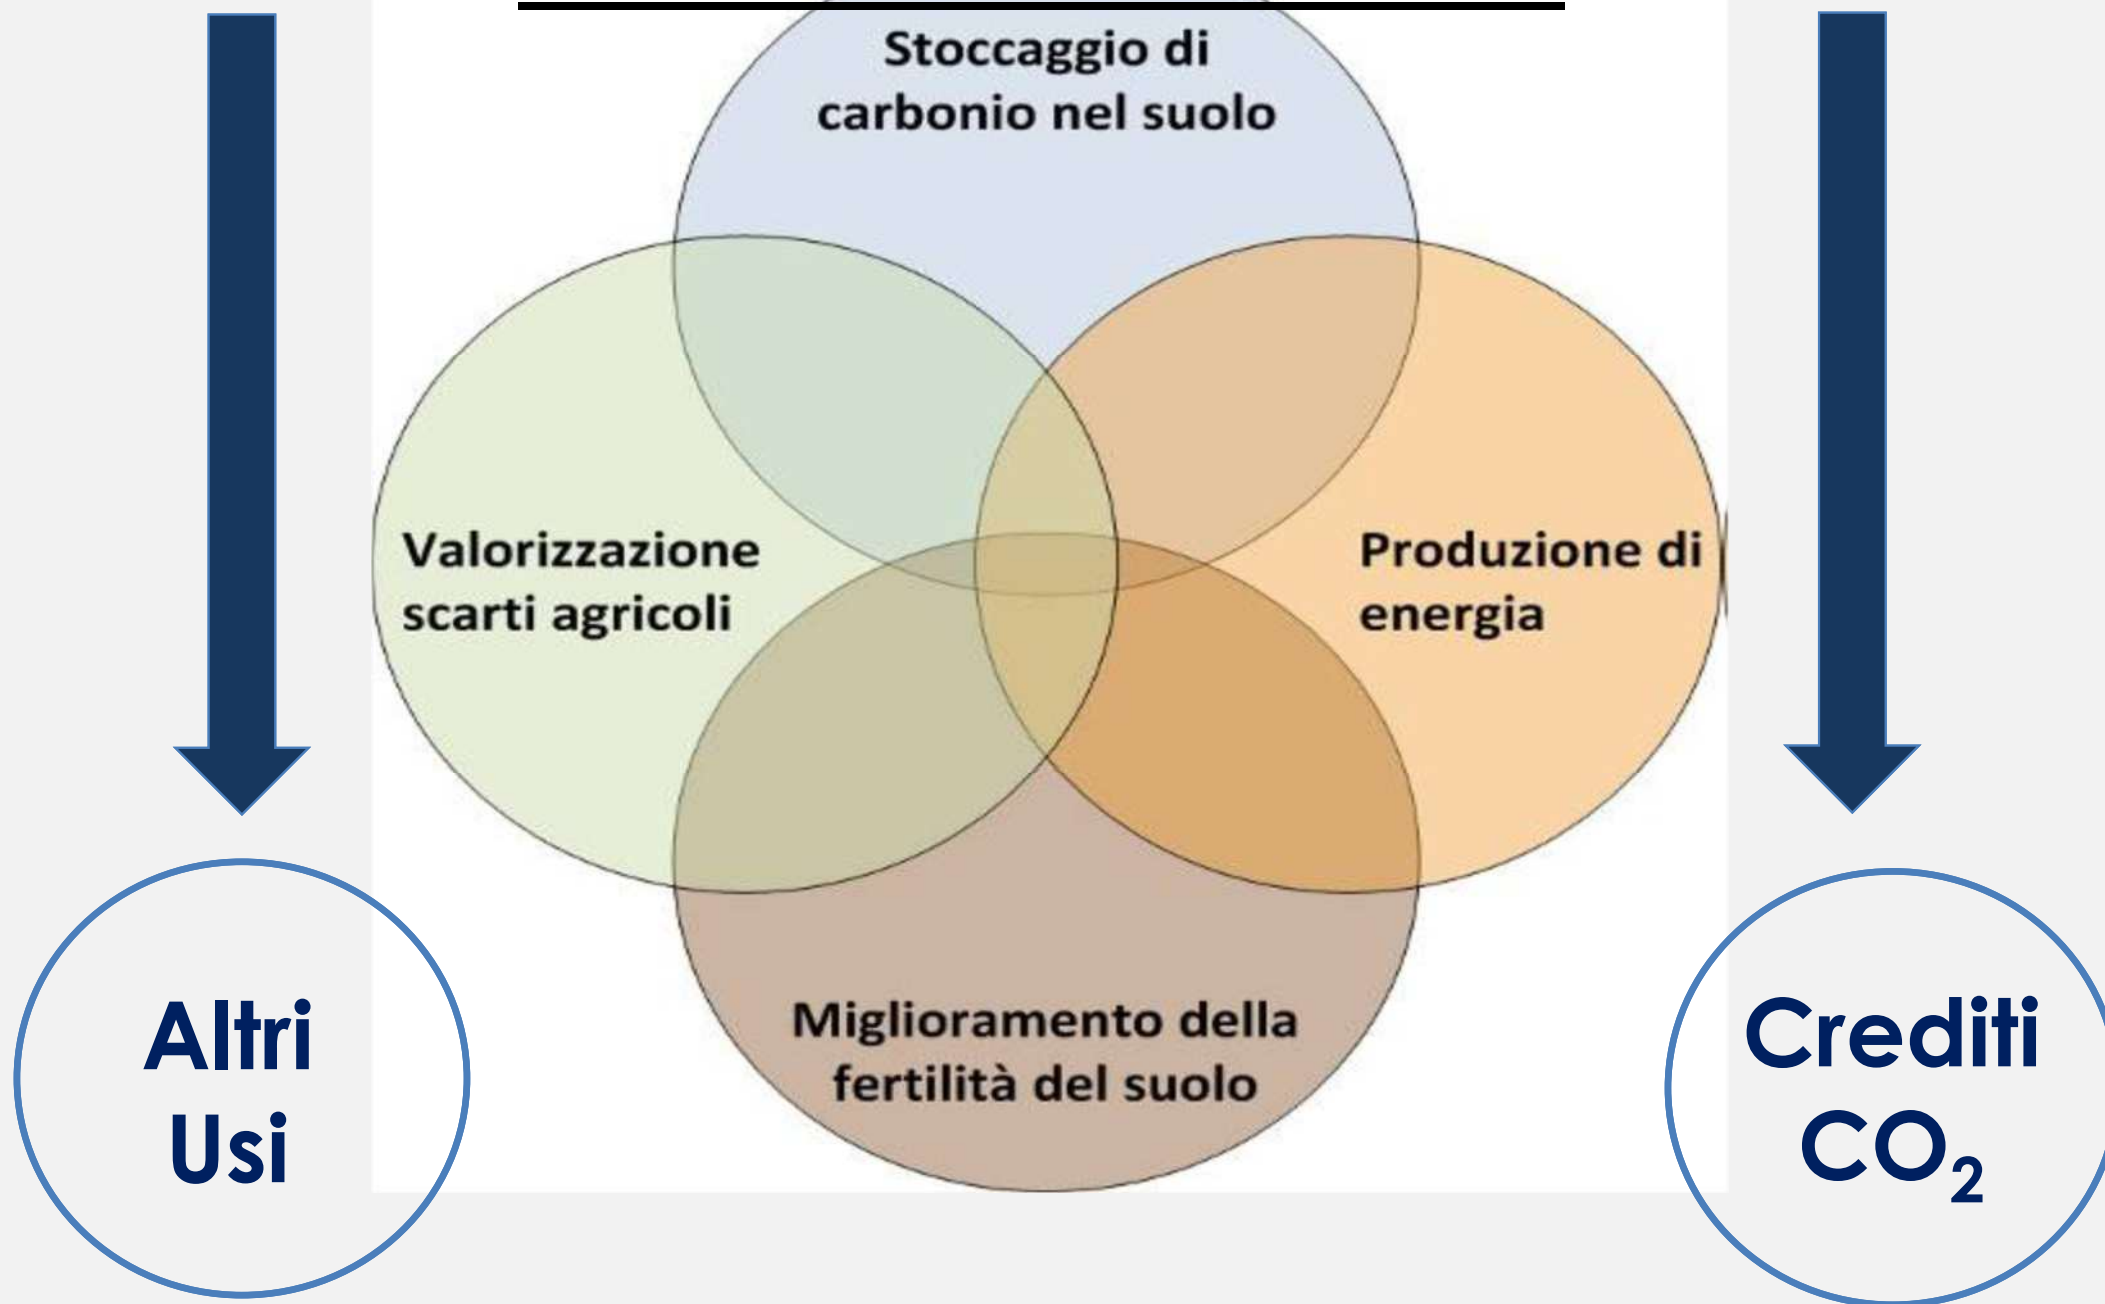 Stoccaggio di
carbonio nel suolo
Valorizzazione
scarti agricoli
Produzione di
energia
Miglioramento della
fertilità del suolo
Altri
Usi
Crediti
CO₂